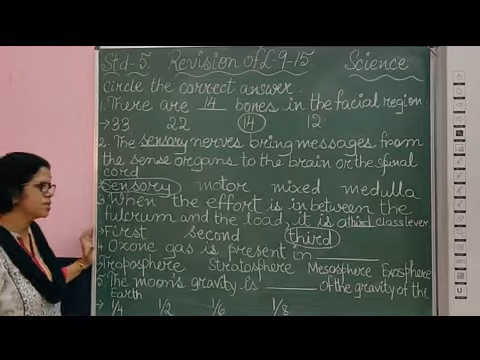 Std-5. Revision of L-9-15 Science
Circle the correct answer.
1. There are 14 bones in the facial region.
→ 33 22 14 12
2. The sensory nerves bring messages from
the sense organs to the brain or the spinal
cord
→ Sensory motor mixed medulla
3. When the effort is in between the
fulcrum and the load, it is a third class lever.
→ First Second third
4. Ozone gas is present in ______
→ Troposphere Stratosphere Mesosphere Exosphere
5. The moon's gravity is ______ of the gravity of the
Earth
→ 1/4 1/2 1/6 1/8